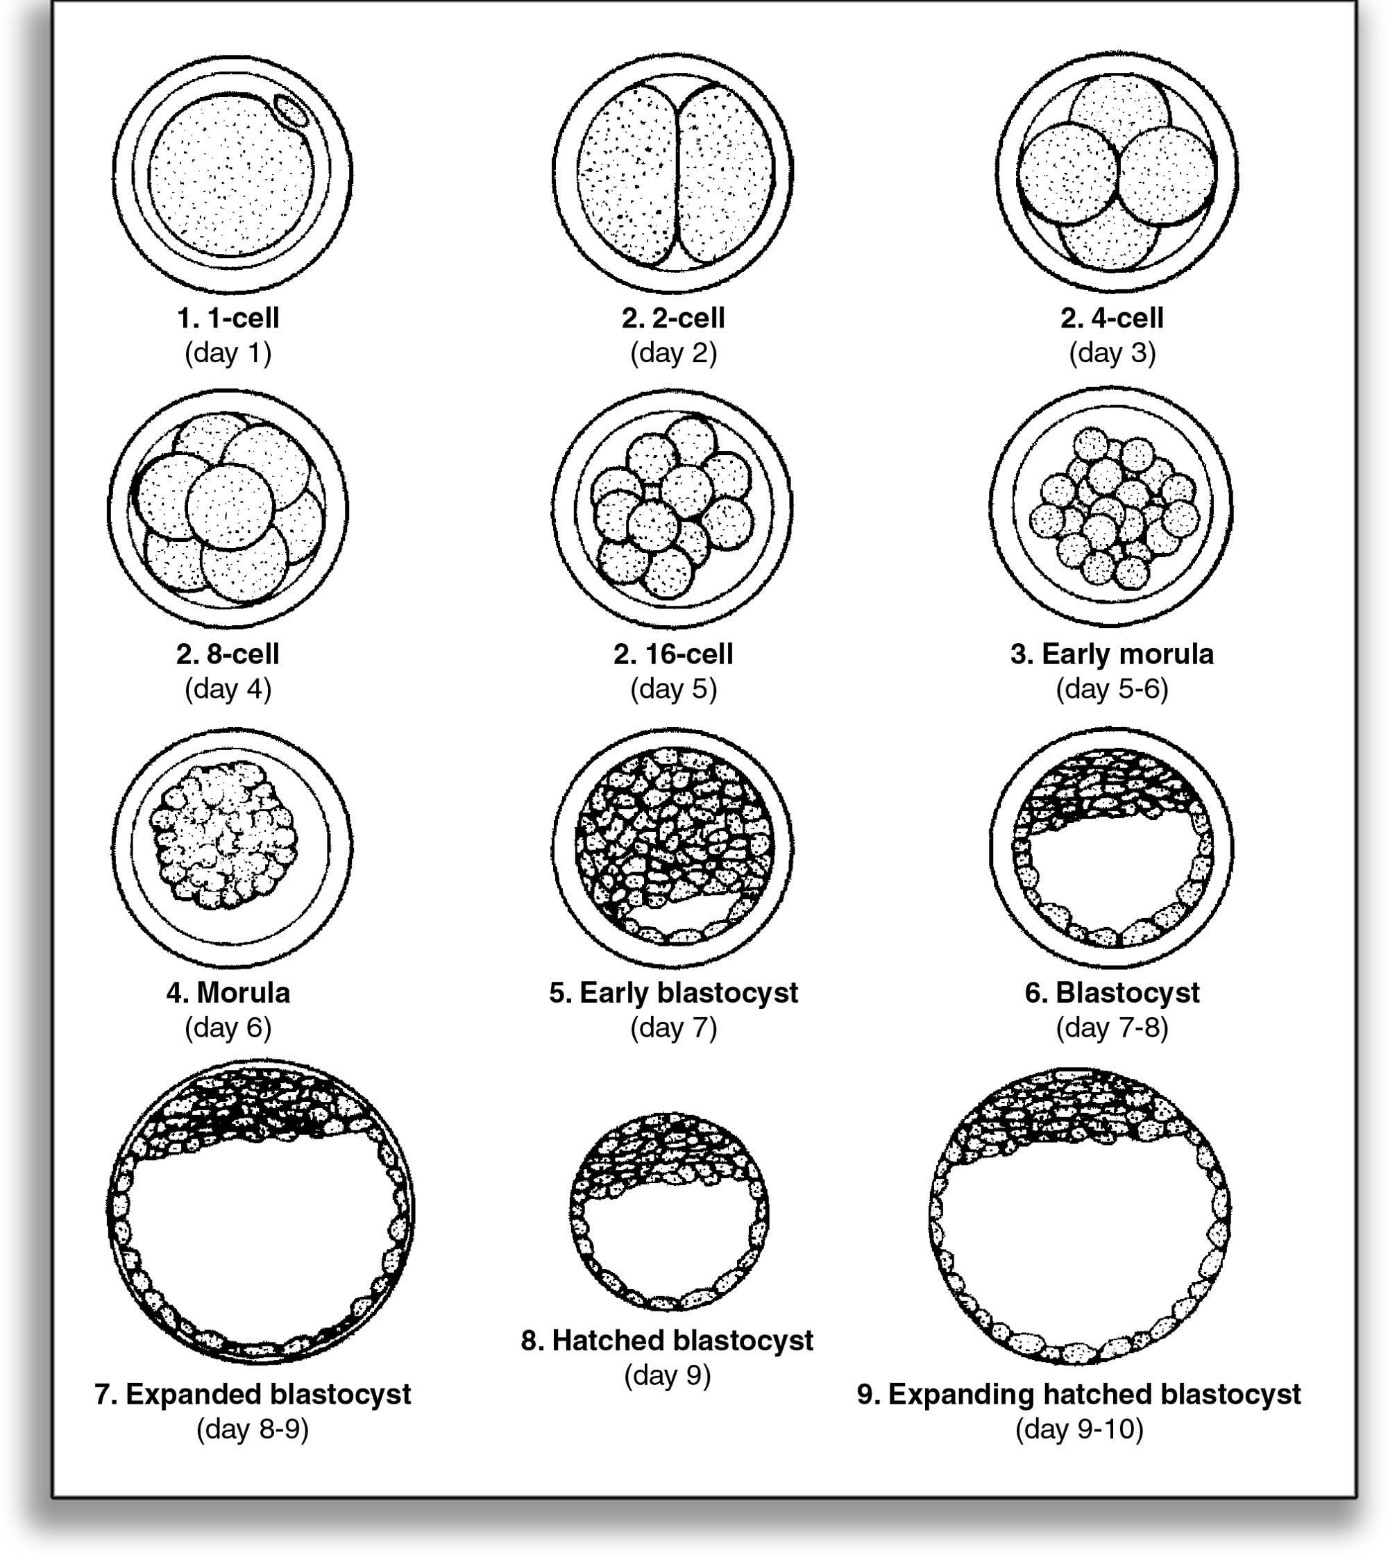 1. 1-cell
(day 1)
2. 2-cell
(day 2)
2. 4-cell
(day 3)
2. 8-cell
(day 4)
2. 16-cell
(day 5)
3. Early morula
(day 5-6)
4. Morula
(day 6)
5. Early blastocyst
(day 7)
6. Blastocyst
(day 7-8)
7. Expanded blastocyst
(day 8-9)
8. Hatched blastocyst
(day 9)
9. Expanding hatched blastocyst
(day 9-10)